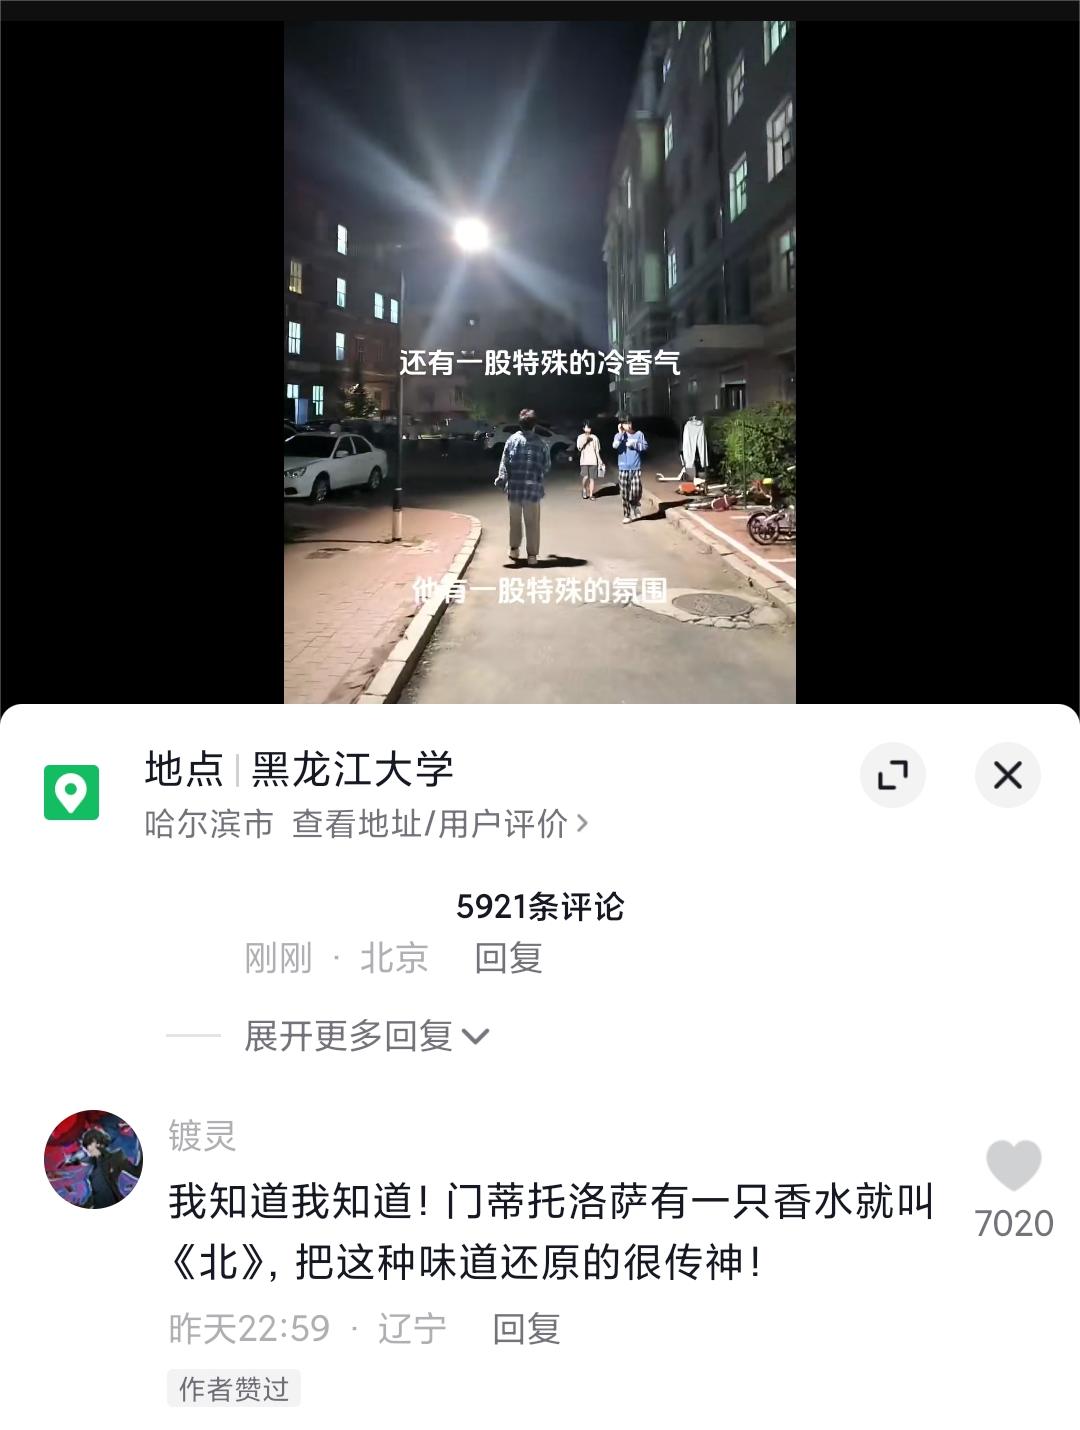 还有一股特殊的冷香气
他有一股特殊的氛围
地点 | 黑龙江大学
哈尔滨市 查看地址/用户评价 >
5921条评论
刚刚 · 北京 回复
展开更多回复
镀灵
我知道我知道！门蒂托洛萨有一只香水就叫
《北》，把这种味道还原的很传神！
7020
昨天22:59 · 辽宁 回复
作者赞过